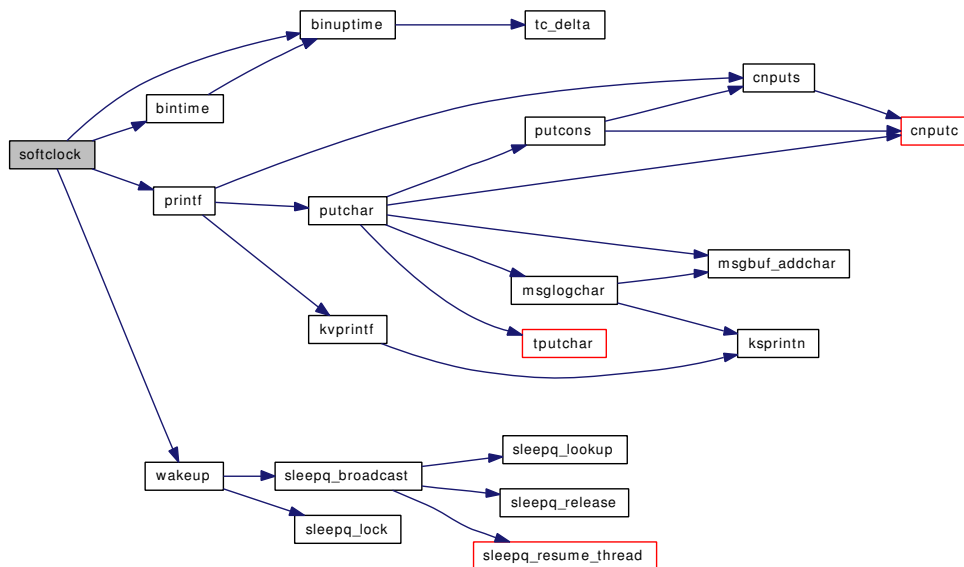 binuptime
tc_delta
cnputs
bintime
putcons
cnputc
softclock
printf
putchar
msgbuf_addchar
msglogchar
kvprintf
tputchar
ksprintn
sleepq_lookup
wakeup
sleepq_broadcast
sleepq_release
sleepq_lock
sleepq_resume_thread